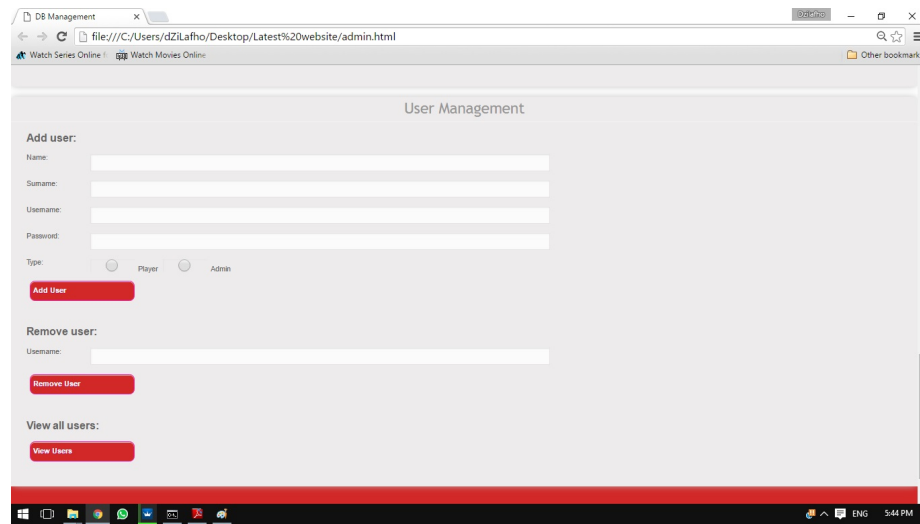 DB Management
DZiLafho
file:///C:/Users/dZiLafho/Desktop/Latest%20website/admin.html
Watch Series Online
Watch Movies Online
Other bookmark
User Management
Add user:
Name:
Surname:
Username:
Password:
Type:
Player
Admin
Add User
Remove user:
Username:
Remove User
View all users:
View Users
ENG
5:44 PM